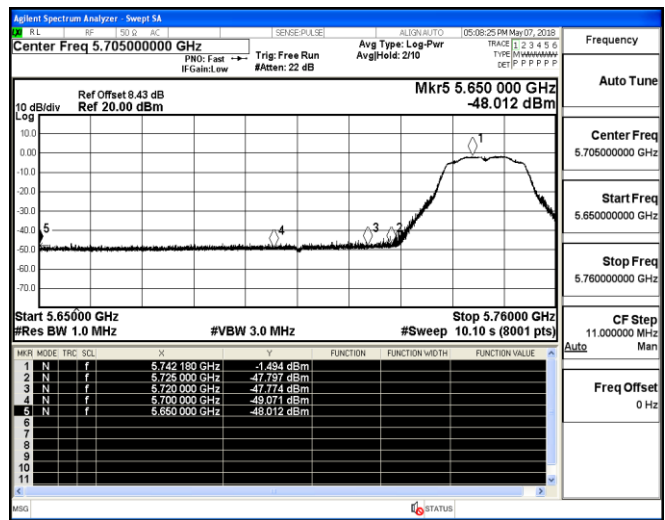 Agilent Spectrum Analyzer - Swept SA
RL RF 50 Ω AC SENSE:PULSE ALIGNAUTO 05:08:25 PM May 07, 2018
Center Freq 5.705000000 GHz
PNO: Fast
IFGain:Low
Trig: Free Run
#Atten: 22 dB
Avg Type: Log-Pwr
Avg|Hold: 2/10
TRACE 1 2 3 4 5 6
TYPE
DET P P P P P P
Ref Offset 8.43 dB
Mkr5 5.650 000 GHz
10 dB/div Ref 20.00 dBm -48.012 dBm
Log
10.0
0.00
-10.0
-20.0
-30.0
-40.0
-50.0
-60.0
-70.0
1
2
3
4
5
Start 5.65000 GHz Stop 5.76000 GHz
#Res BW 1.0 MHz #VBW 3.0 MHz #Sweep 10.10 s (8001 pts)
MKR MODE TRC SCL X Y FUNCTION FUNCTION WIDTH FUNCTION VALUE
1 N f 5.742 180 GHz -1.494 dBm
2 N f 5.725 000 GHz -47.797 dBm
3 N f 5.720 000 GHz -47.774 dBm
4 N f 5.700 000 GHz -49.071 dBm
5 N f 5.650 000 GHz -48.012 dBm
6
7
8
9
10
11
MSG STATUS
Frequency
Auto Tune
Center Freq
5.705000000 GHz
Start Freq
5.650000000 GHz
Stop Freq
5.760000000 GHz
CF Step
11.000000 MHz
Auto Man
Freq Offset
0 Hz